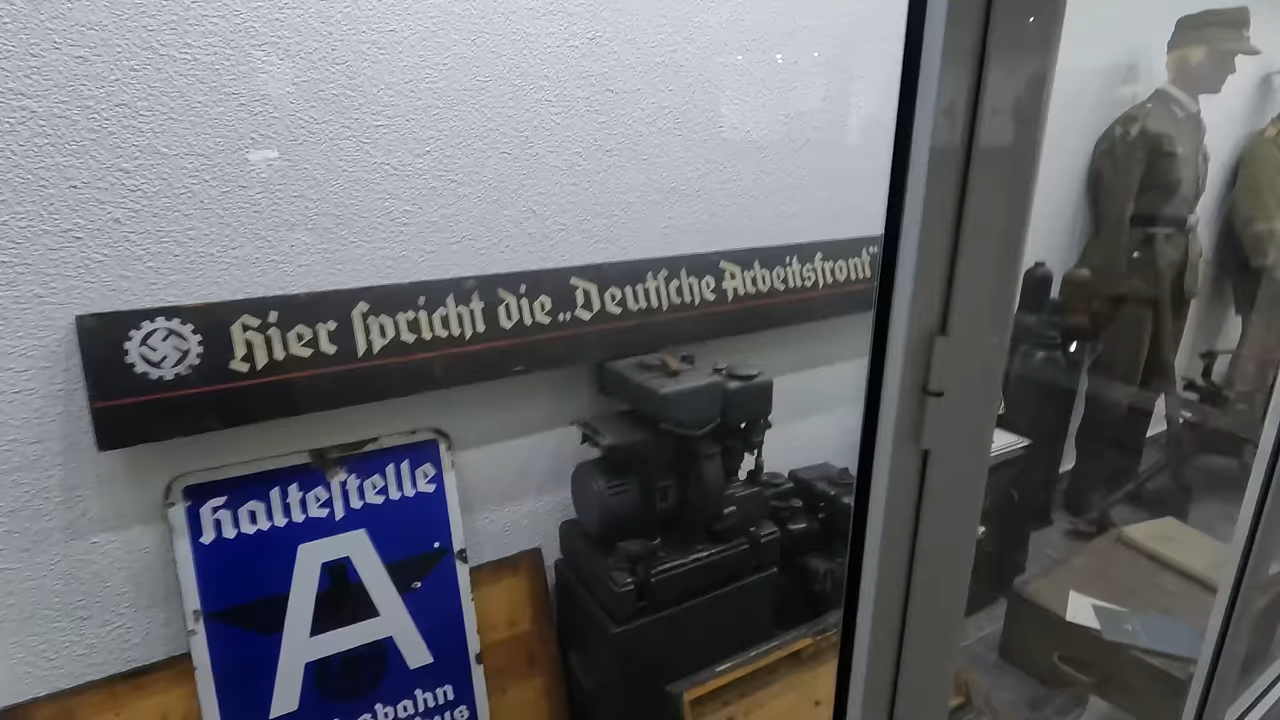 Hier ſpricht die „Deutſche Arbeitsfront“
Halteſtelle
A